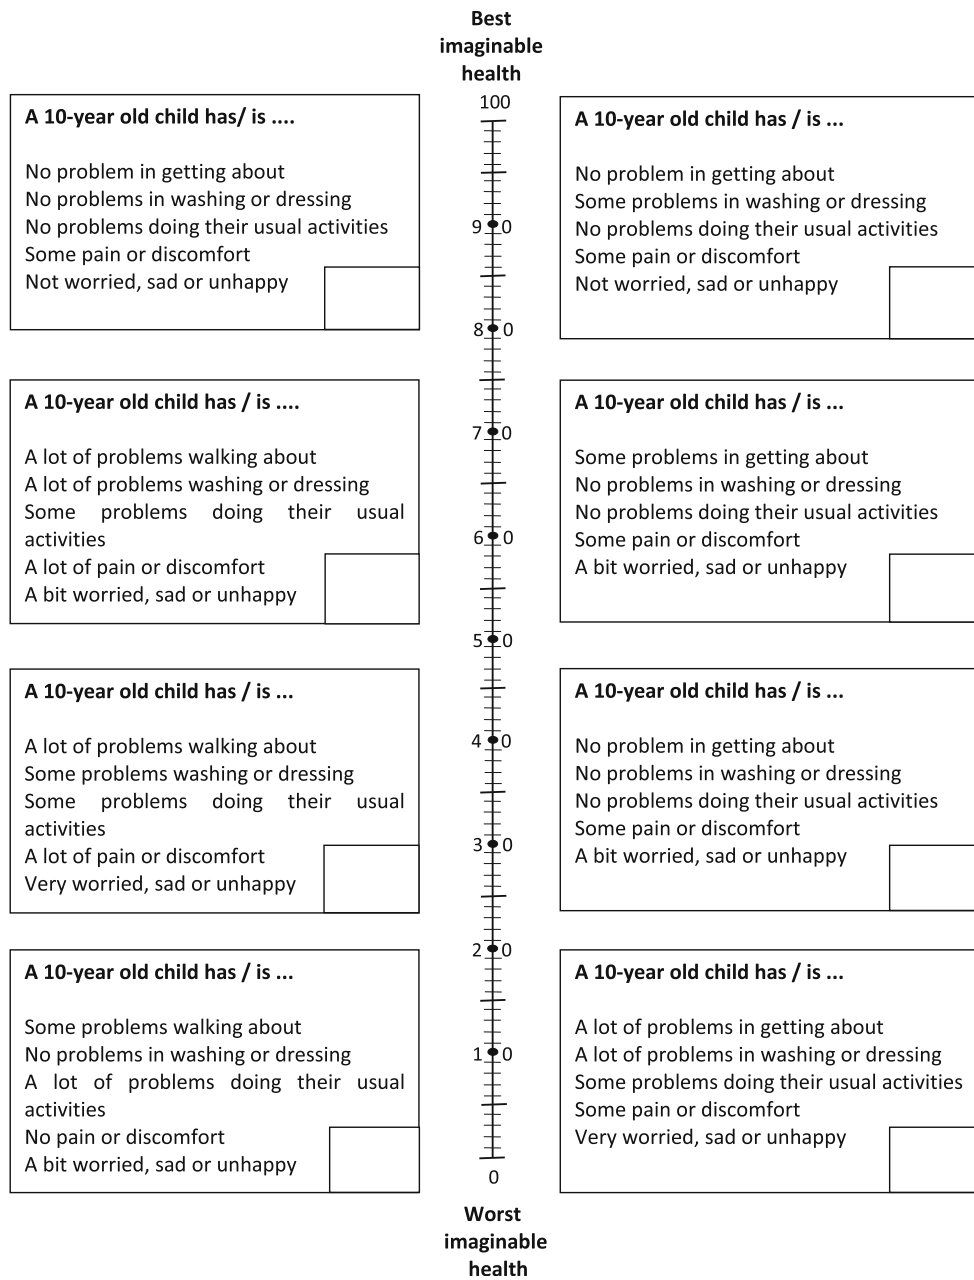 Best
imaginable
health
100
A 10-year old child has/ is ....
No problem in getting about
No problems in washing or dressing
No problems doing their usual activities
Some pain or discomfort
Not worried, sad or unhappy
A 10-year old child has / is ...
No problem in getting about
Some problems in washing or dressing
No problems doing their usual activities
Some pain or discomfort
Not worried, sad or unhappy
90
80
A 10-year old child has / is ....
A lot of problems walking about
A lot of problems washing or dressing
Some problems doing their usual
activities
A lot of pain or discomfort
A bit worried, sad or unhappy
A 10-year old child has / is ...
Some problems in getting about
No problems in washing or dressing
No problems doing their usual activities
Some pain or discomfort
A bit worried, sad or unhappy
70
60
50
A 10-year old child has / is ...
A lot of problems walking about
Some problems washing or dressing
Some problems doing their usual
activities
A lot of pain or discomfort
Very worried, sad or unhappy
A 10-year old child has / is ...
No problem in getting about
No problems in washing or dressing
No problems doing their usual activities
Some pain or discomfort
A bit worried, sad or unhappy
40
30
20
A 10-year old child has / is ...
Some problems walking about
No problems in washing or dressing
A lot of problems doing their usual
activities
No pain or discomfort
A bit worried, sad or unhappy
A 10-year old child has / is ...
A lot of problems in getting about
A lot of problems in washing or dressing
Some problems doing their usual activities
Some pain or discomfort
Very worried, sad or unhappy
10
0
Worst
imaginable
health